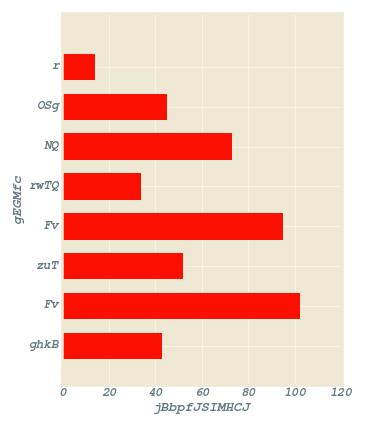 r
OSg
NQ
rwTQ
Fv
zuT
Fv
ghkB
gEGMfc
0 20 40 60 80 100 120
jBbpfJSIMHCJ